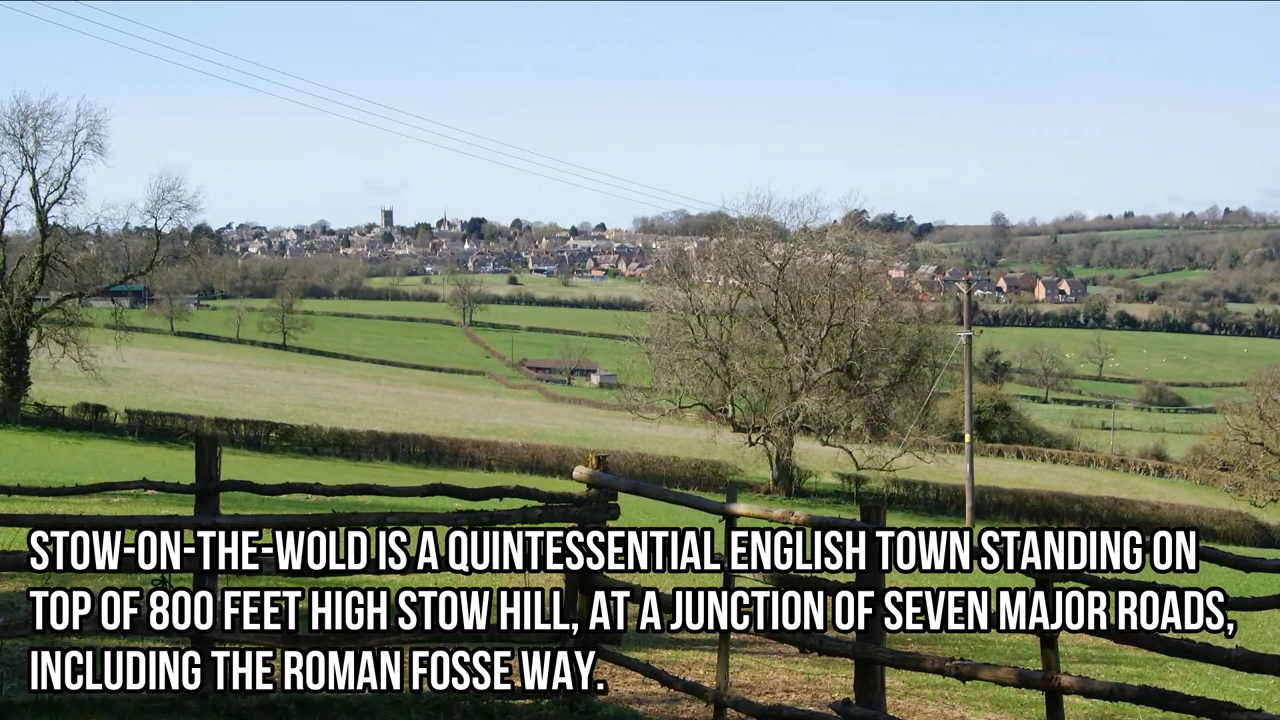 STOW-ON-THE-WOLD IS A QUINTESSENTIAL ENGLISH TOWN STANDING ON
TOP OF 800 FEET HIGH STOW HILL, AT A JUNCTION OF SEVEN MAJOR ROADS,
INCLUDING THE ROMAN FOSSE WAY.